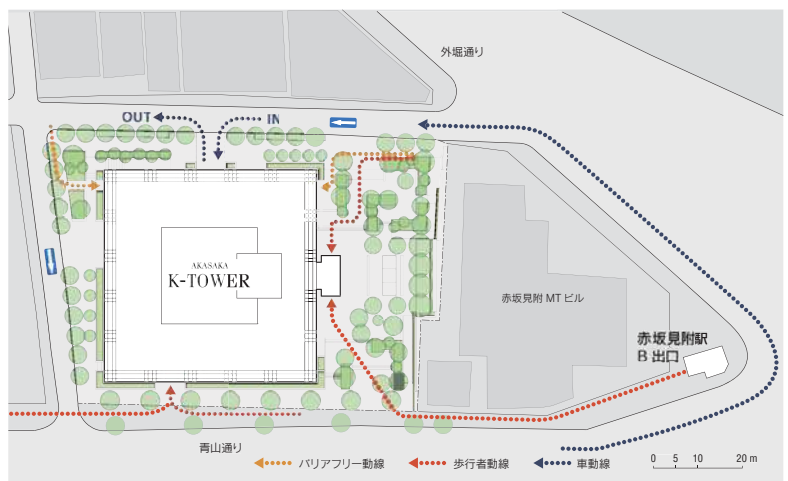 外堀通り
OUT
IN
AKASAKA
K-TOWER
赤坂見附 MT ビル
赤坂見附駅
B 出口
青山通り
バリアフリー動線
歩行者動線
車動線
0 5 10 20 m